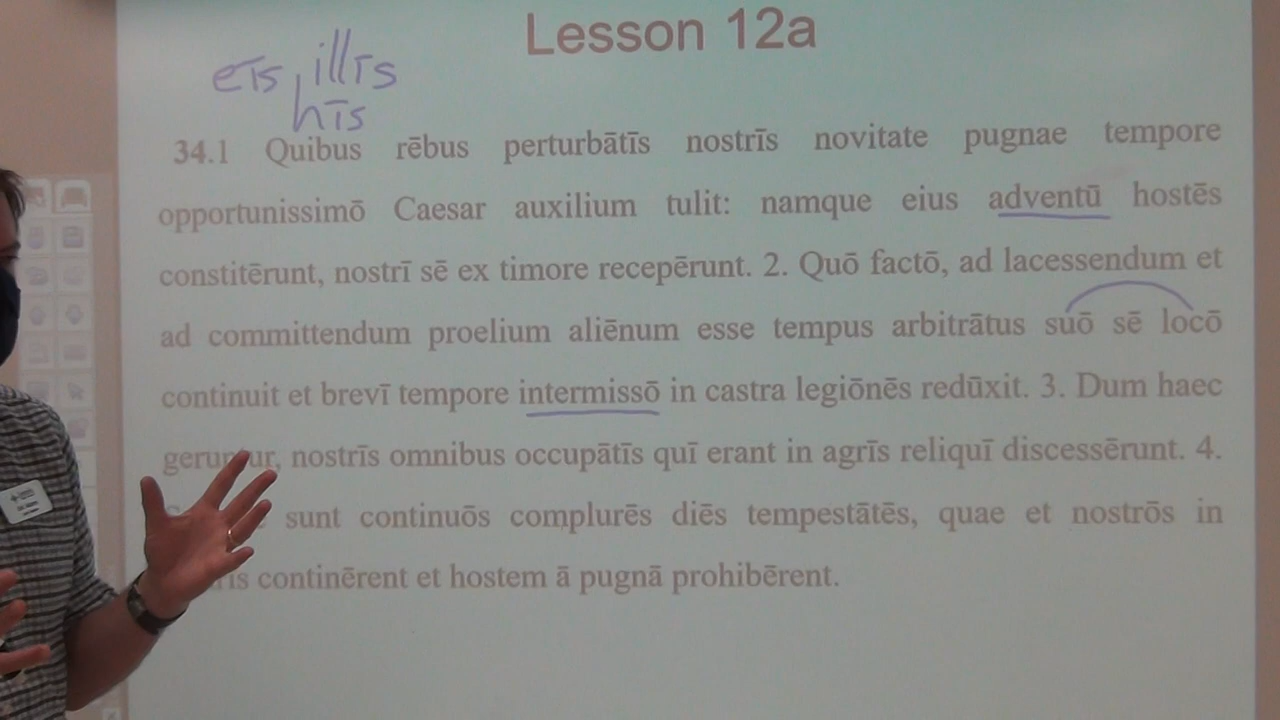 Lesson 12a
eīs, illīs
hīs
34.1 Quibus rēbus perturbātīs nostrīs novitate pugnae tempore
opportunissimō Caesar auxilium tulit: namque eius adventū hostēs
constitērunt, nostrī sē ex timore recepērunt. 2. Quō factō, ad lacessendum et
ad committendum proelium aliēnum esse tempus arbitrātus suō sē locō
continuit et brevī tempore intermissō in castra legiōnēs redūxit. 3. Dum haec
nostrīs omnibus occupātīs quī erant in agrīs reliquī discessērunt. 4.
sunt continuōs complurēs diēs tempestātēs, quae et nostrōs in
continērent et hostem ā pugnā prohibērent.